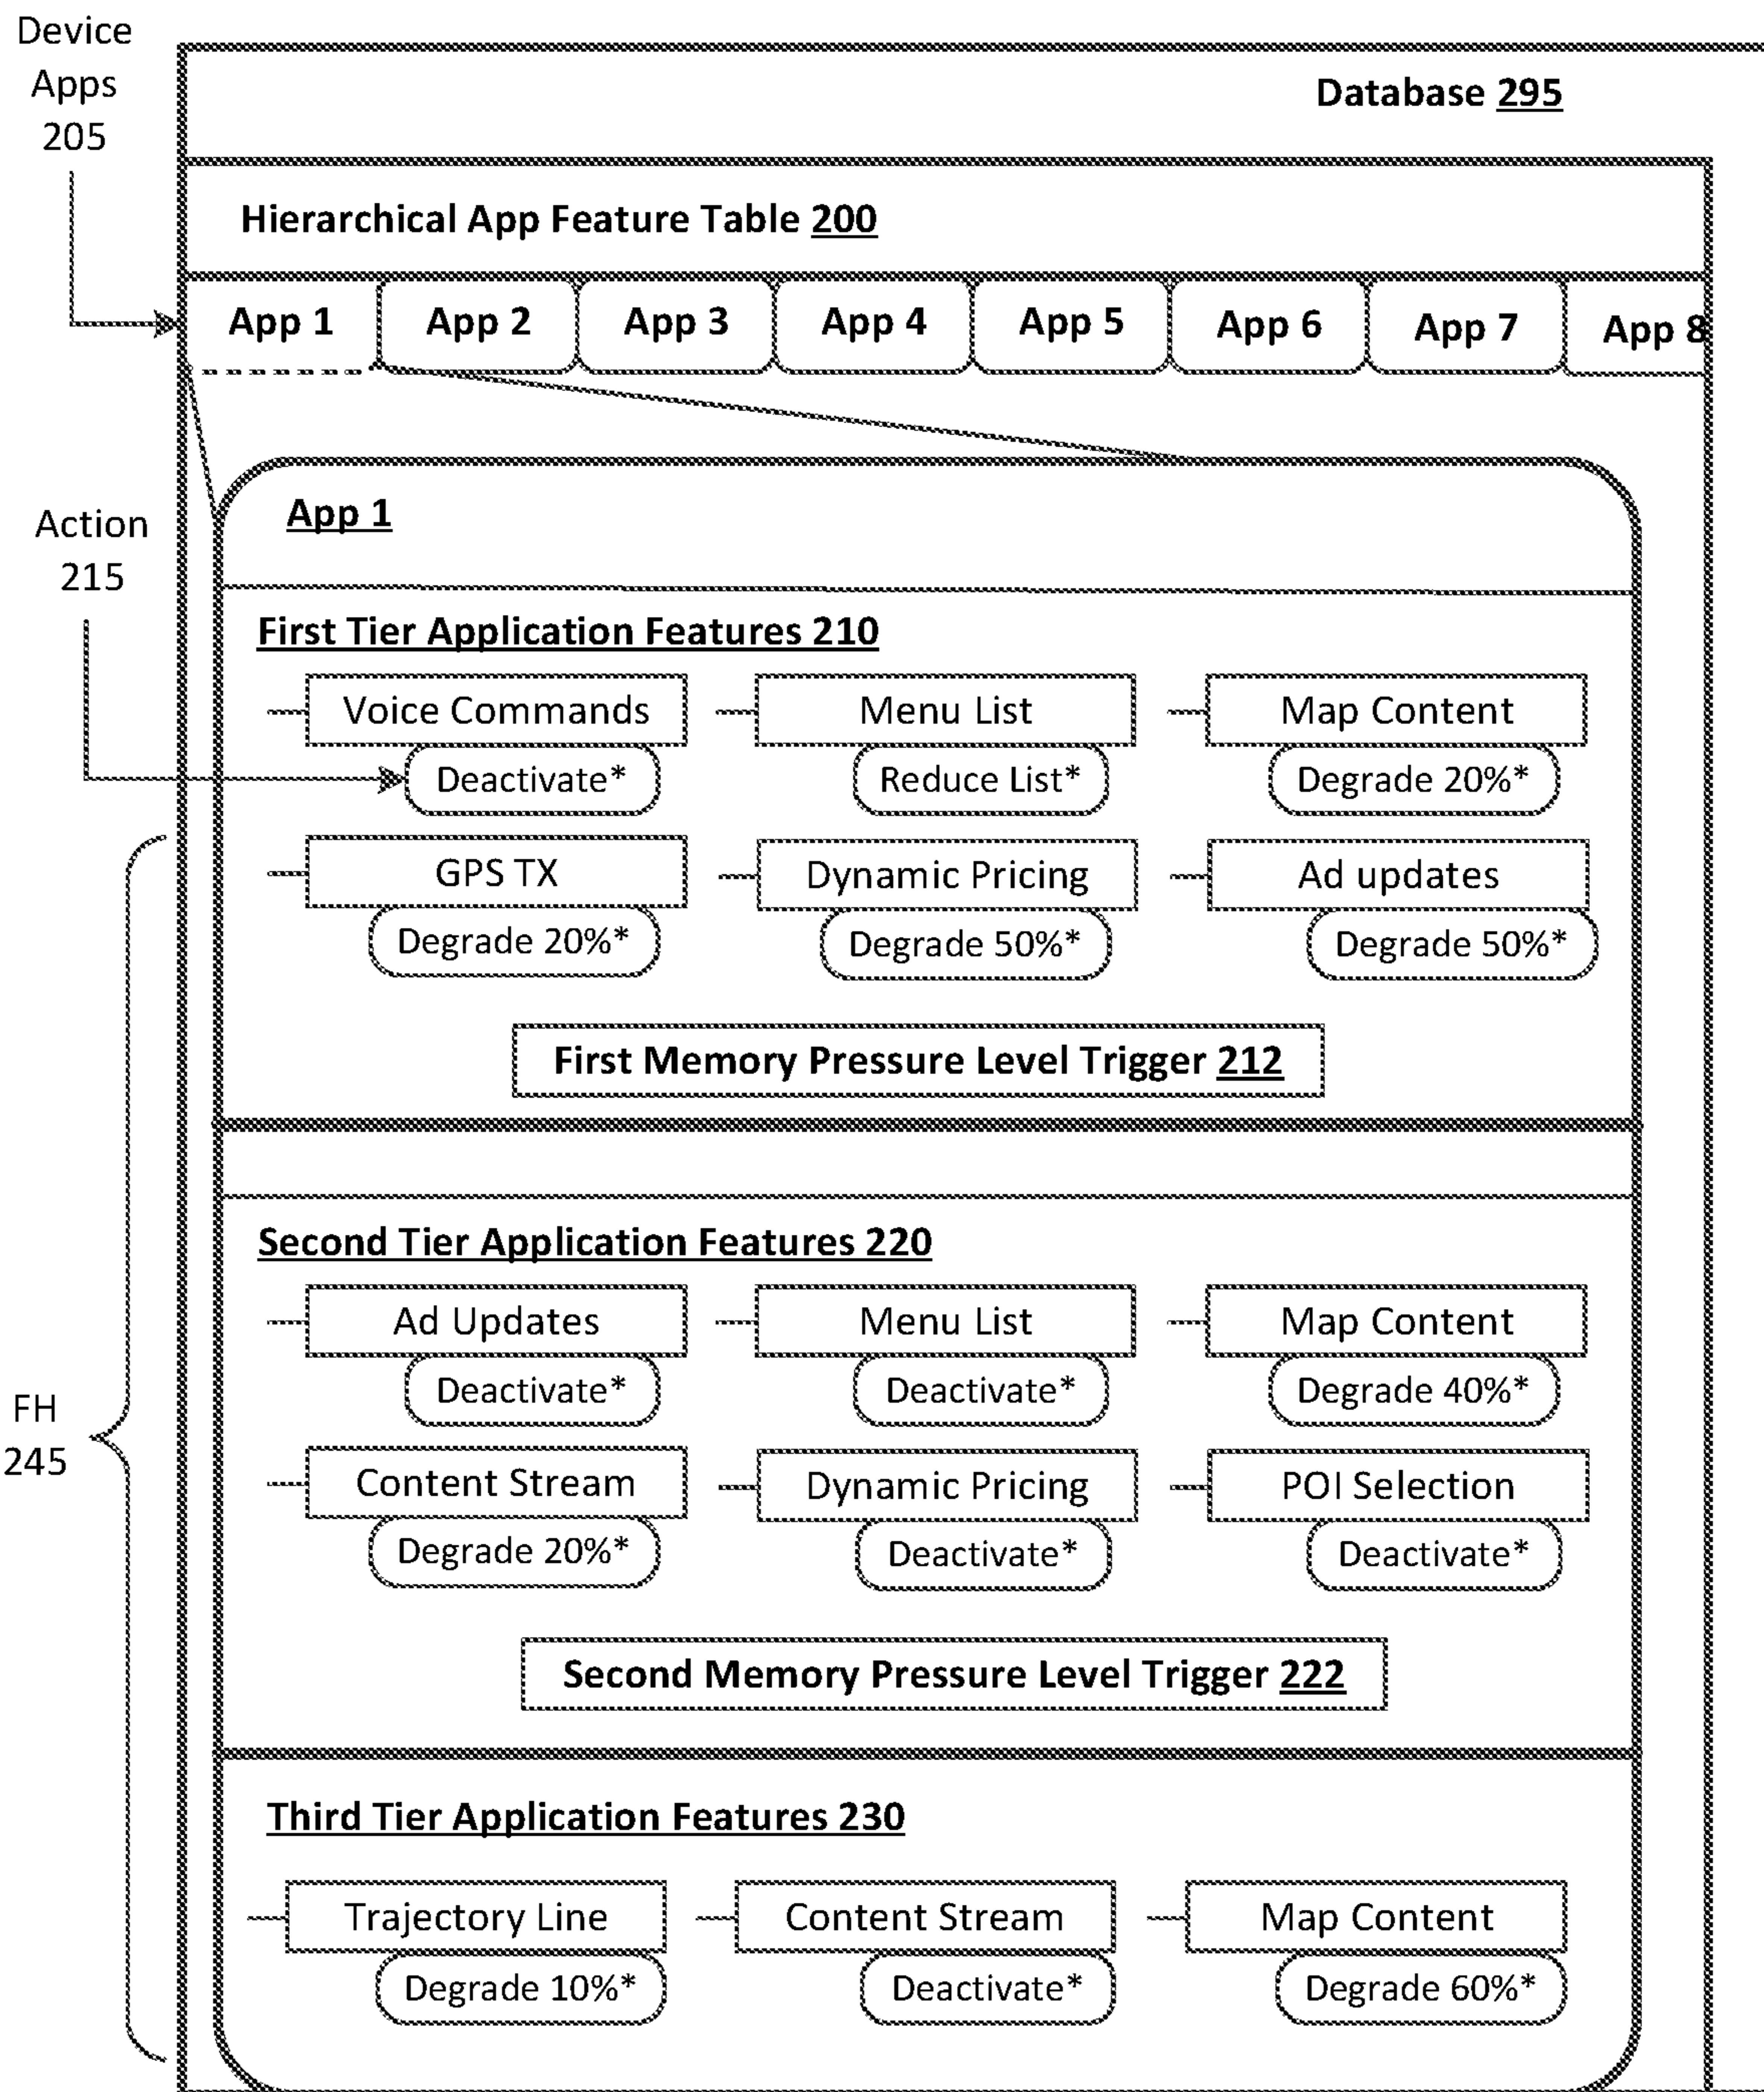 Device
Apps
205
Database 295
Hierarchical App Feature Table 200
App 1 App 2 App 3 App 4 App 5 App 6 App 7 App 8
Action
215
App 1
First Tier Application Features 210
Voice Commands Menu List Map Content
Deactivate* Reduce List* Degrade 20%*
GPS TX Dynamic Pricing Ad updates
Degrade 20%* Degrade 50%* Degrade 50%*
First Memory Pressure Level Trigger 212
FH
245
Second Tier Application Features 220
Ad Updates Menu List Map Content
Deactivate* Deactivate* Degrade 40%*
Content Stream Dynamic Pricing POI Selection
Degrade 20%* Deactivate* Deactivate*
Second Memory Pressure Level Trigger 222
Third Tier Application Features 230
Trajectory Line Content Stream Map Content
Degrade 10%* Deactivate* Degrade 60%*